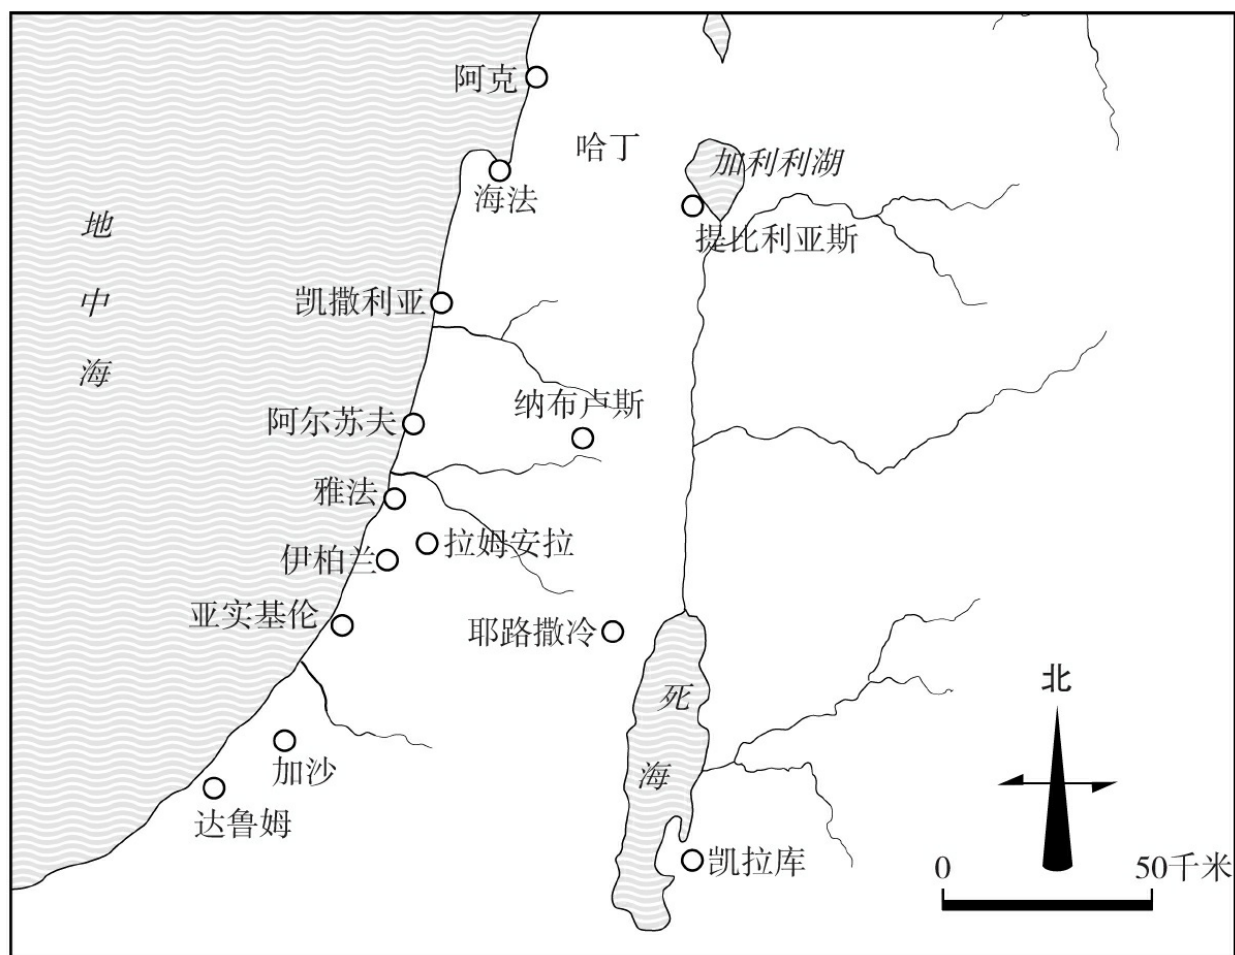 阿克
哈丁
加利利湖
海法
提比利亚斯
地中海
凯撒利亚
纳布卢斯
阿尔苏夫
雅法
拉姆安拉
伊柏兰
亚实基伦
耶路撒冷
死海
北
加沙
达鲁姆
凯拉库
0 50千米